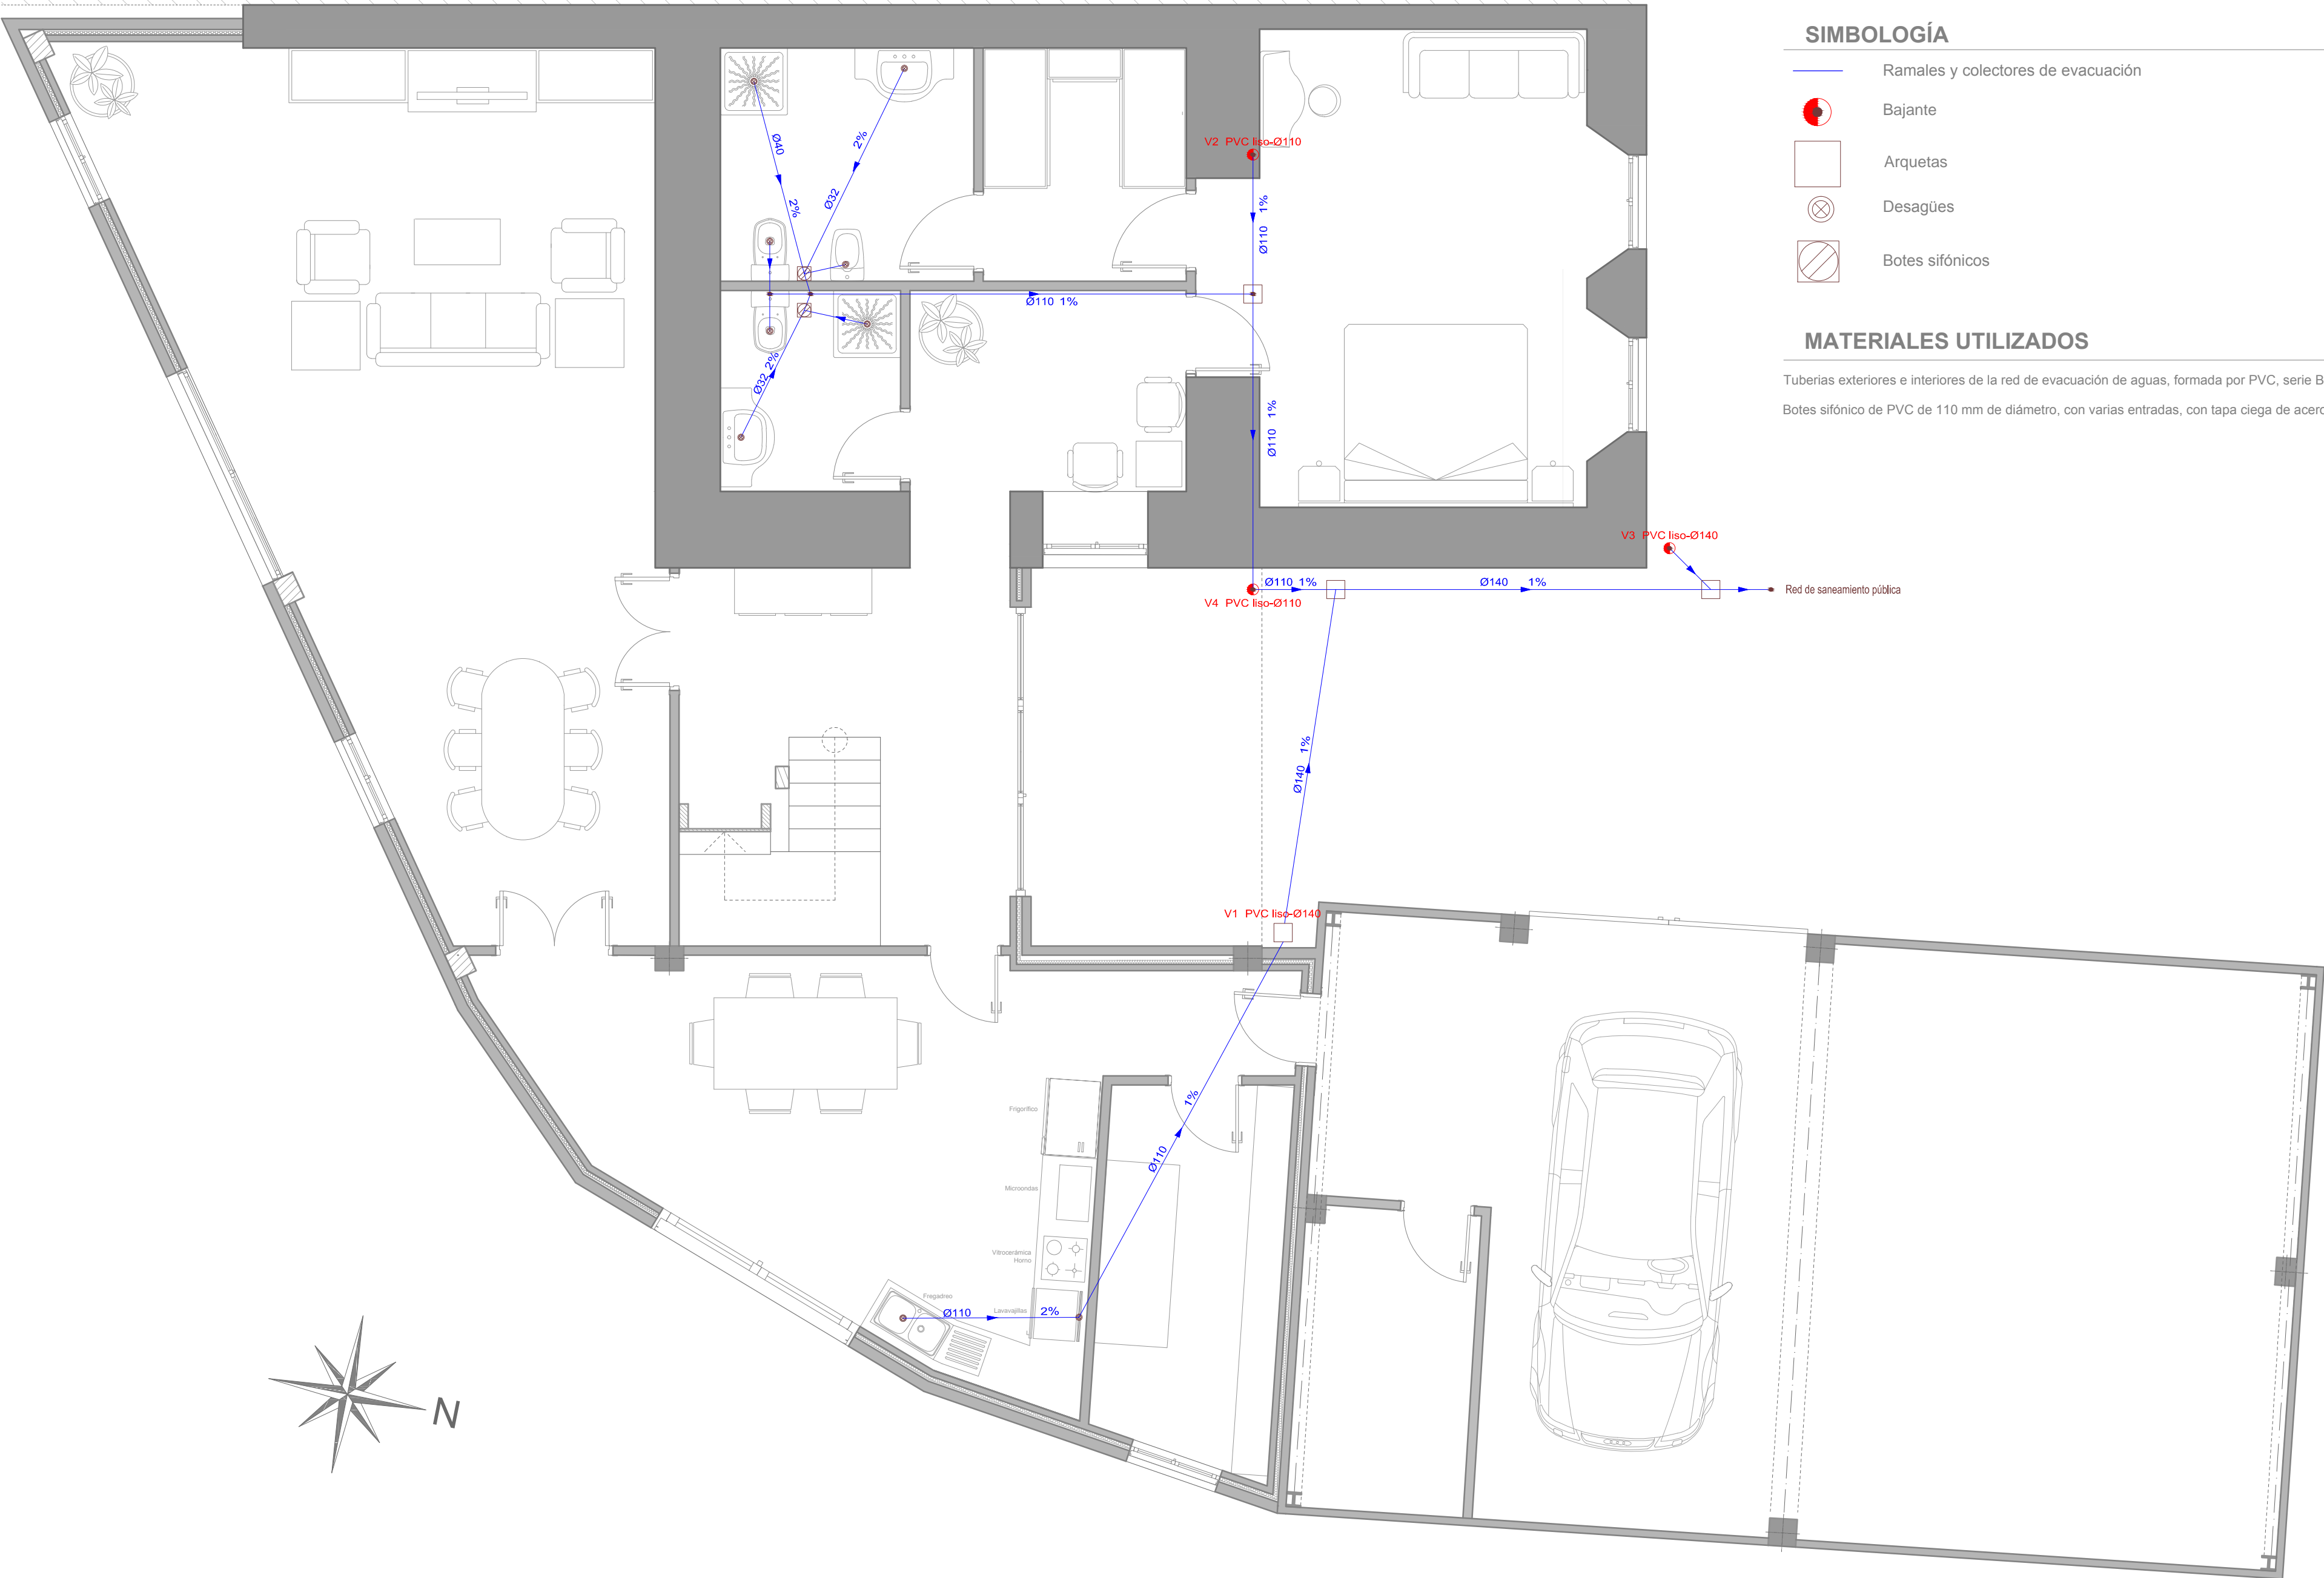 SIMBOLOGÍA
Ramales y colectores de evacuación
Bajante
Arquetas
Desagües
Botes sifónicos
MATERIALES UTILIZADOS
Tuberias exteriores e interiores de la red de evacuación de aguas, formada por PVC, serie B
Botes sifónico de PVC de 110 mm de diámetro, con varias entradas, con tapa ciega de acero
Ø40
2%
2%
Ø32
V2 PVC liso-Ø110
Ø110 1%
Ø110 1%
Ø32 2%
Ø110 1%
V3 PVC liso-Ø140
Ø110 1%
Ø140 1%
Red de saneamiento pública
V4 PVC liso-Ø110
Ø140 1%
V1 PVC liso-Ø140
Frigorífico
1%
Ø110
Microondas
Vitrocerámica
Horno
Fregadreo
Lavavajillas
Ø110
2%
N